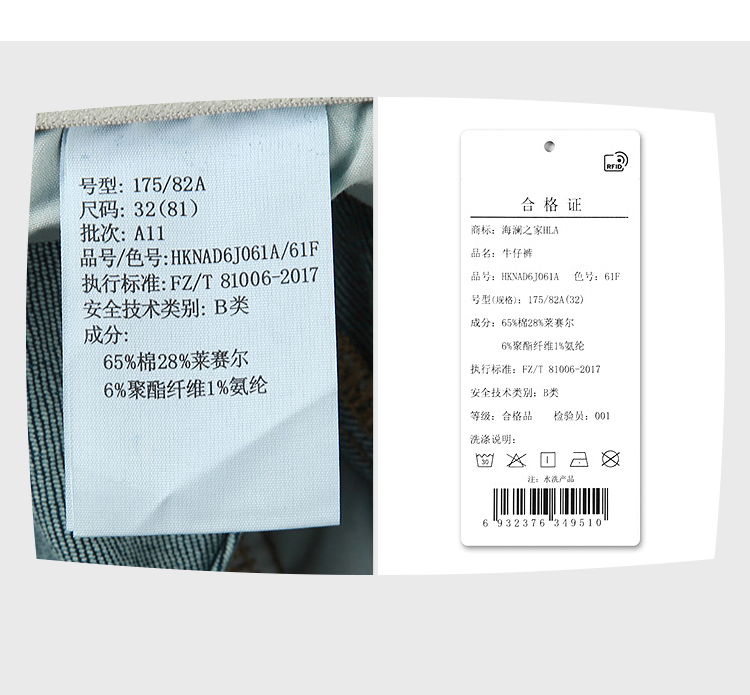 号型: 175/82A
尺码: 32(81)
批次: A11
品号/色号:HKNAD6J061A/61F
执行标准:FZ/T 81006-2017
安全技术类别: B类
成分:
65%棉28%莱赛尔
6%聚酯纤维1%氨纶
RFID
合格证
商标: 海澜之家HLA
品名: 牛仔裤
品号: HKNAD6J061A 色号: 61F
号型(规格): 175/82A(32)
成分: 65%棉28%莱赛尔
6%聚酯纤维1%氨纶
执行标准: FZ/T 81006-2017
安全技术类别: B类
等级: 合格品 检验员: 001
洗涤说明:
30
注: 水洗产品
6 932376 349510